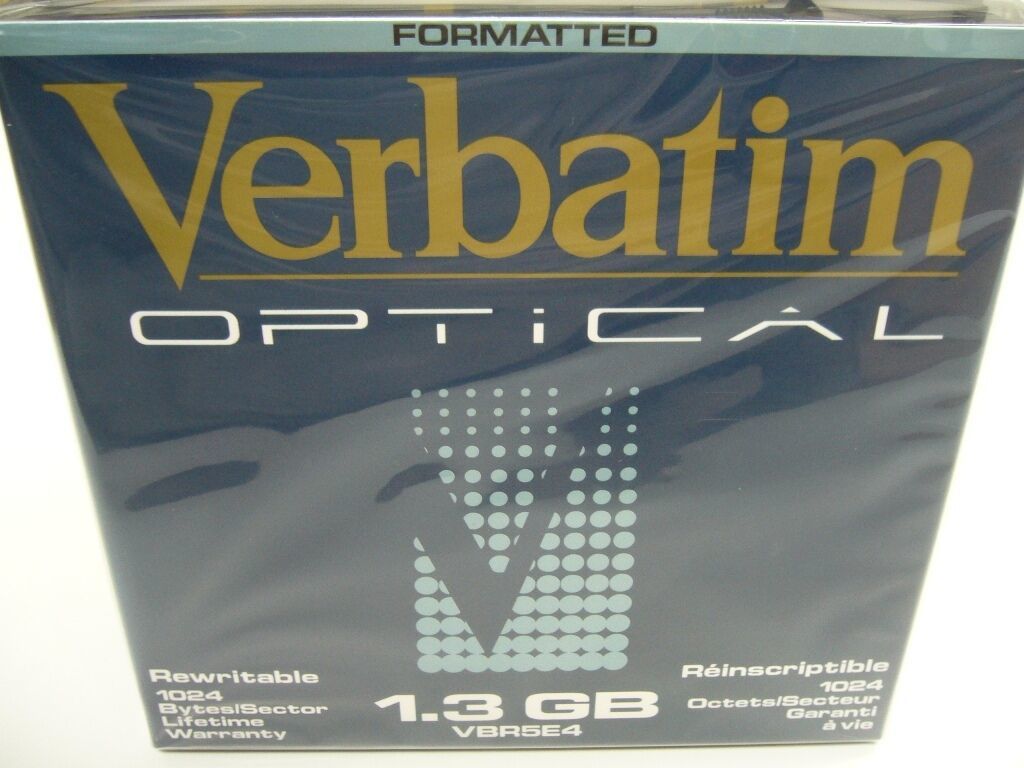 FORMATTED
Verbatim
OPTiCAL
Rewritable
1024
Bytes/Sector
Lifetime
Warranty
1.3 GB
VBR5E4
Réinscriptible
1024
Octets/Secteur
Garanti
à vie